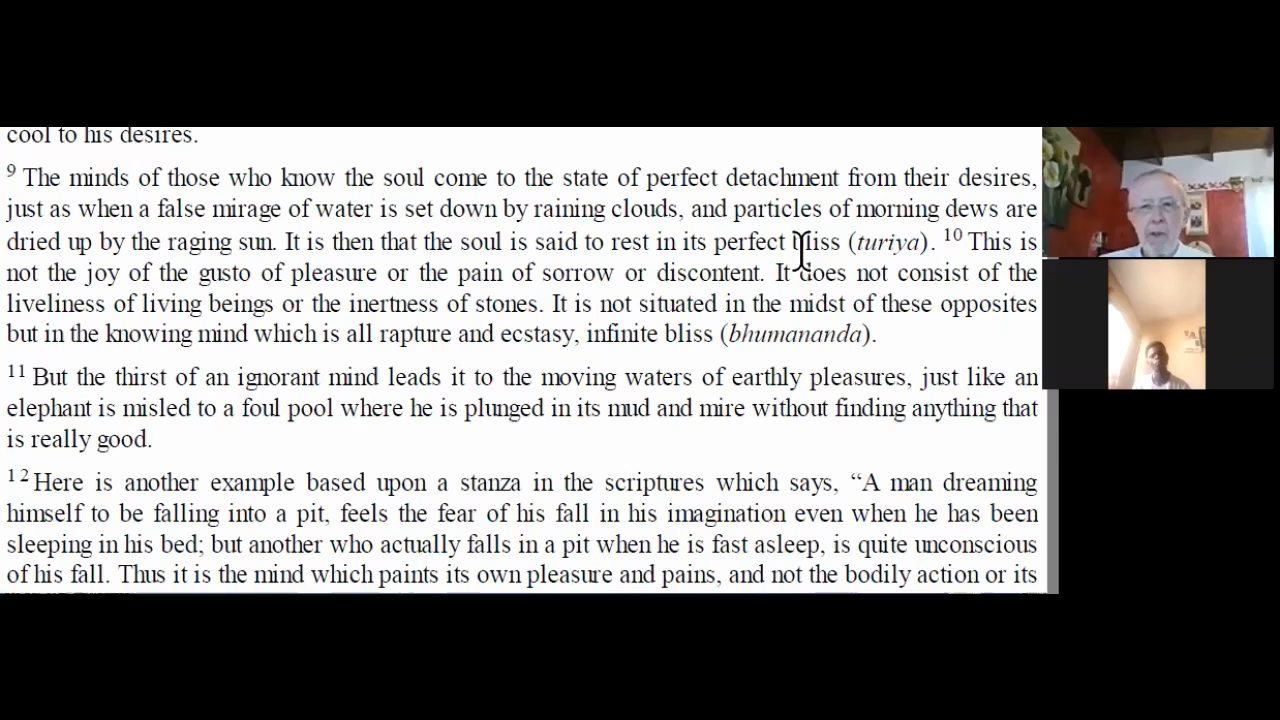 cool to his desires.
9 The minds of those who know the soul come to the state of perfect detachment from their desires,
just as when a false mirage of water is set down by raining clouds, and particles of morning dews are
dried up by the raging sun. It is then that the soul is said to rest in its perfect bliss (turiya). 10 This is
not the joy of the gusto of pleasure or the pain of sorrow or discontent. It does not consist of the
liveliness of living beings or the inertness of stones. It is not situated in the midst of these opposites
but in the knowing mind which is all rapture and ecstasy, infinite bliss (bhumananda).
11 But the thirst of an ignorant mind leads it to the moving waters of earthly pleasures, just like an
elephant is misled to a foul pool where he is plunged in its mud and mire without finding anything that
is really good.
12 Here is another example based upon a stanza in the scriptures which says, “A man dreaming
himself to be falling into a pit, feels the fear of his fall in his imagination even when he has been
sleeping in his bed; but another who actually falls in a pit when he is fast asleep, is quite unconscious
of his fall. Thus it is the mind which paints its own pleasure and pains, and not the bodily action or its